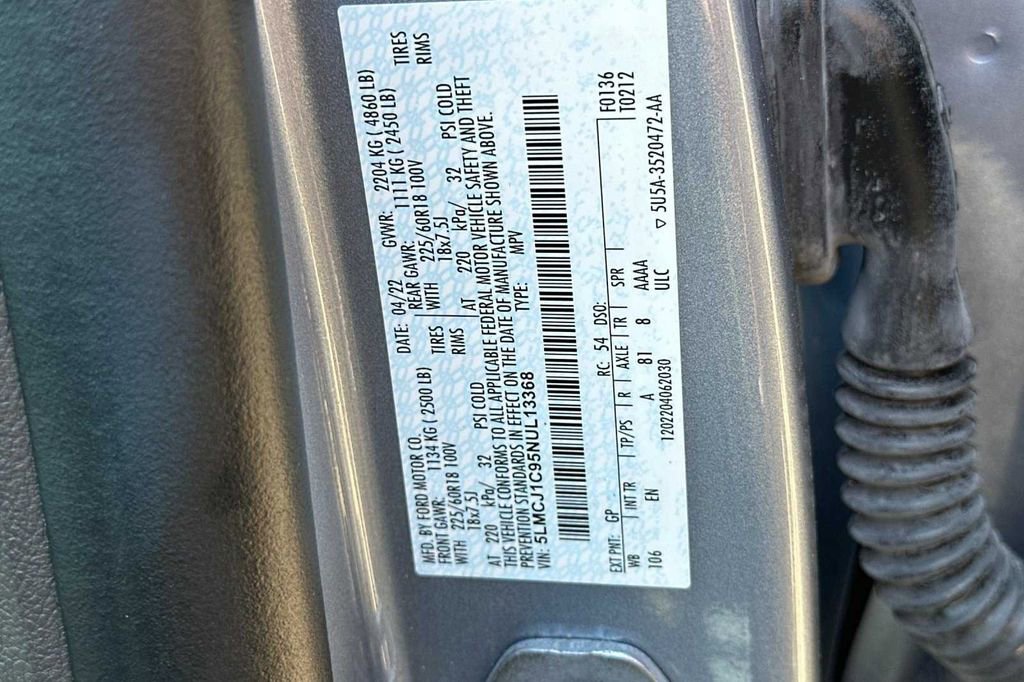 MFD. BY FORD MOTOR CO. DATE: 04/22 GVWR: 2204 KG ( 4860 LB)
FRONT GAWR: 1134 KG ( 2500 LB) REAR GAWR: 1111 KG ( 2450 LB)
WITH 225/60R18 100V TIRES WITH 225/60R18 100V TIRES
18x7.5J RIMS 18x7.5J RIMS
AT 220 kPa/ 32 PSI COLD AT 220 kPa/ 32 PSI COLD
THIS VEHICLE CONFORMS TO ALL APPLICABLE FEDERAL MOTOR VEHICLE SAFETY AND THEFT
PREVENTION STANDARDS IN EFFECT ON THE DATE OF MANUFACTURE SHOWN ABOVE.
VIN: 5LMCJ1C95NUL13368 TYPE: MPV
EXT PNT: GP RC: 54 DSO: F0136
WB INT TR TP/PS R AXLE TR SPR T0212
106 EN A 81 8 AAAA
ULC
1202204062030 ▽ 5U5A-3520472-AA